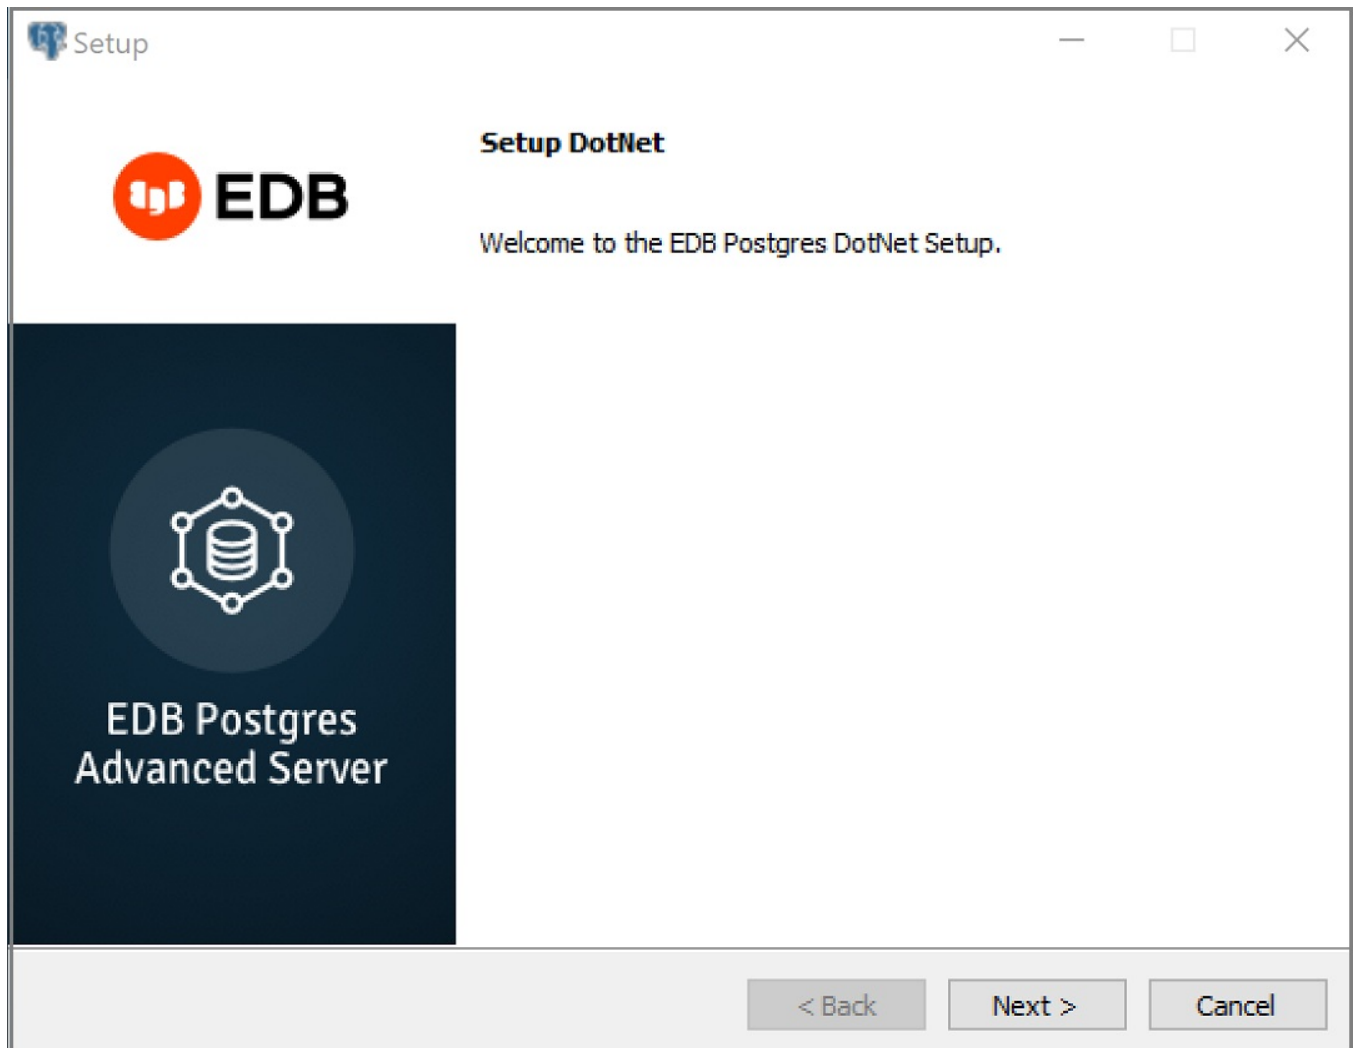 Setup
EDB
Setup DotNet
Welcome to the EDB Postgres DotNet Setup.
EDB Postgres
Advanced Server
< Back
Next >
Cancel